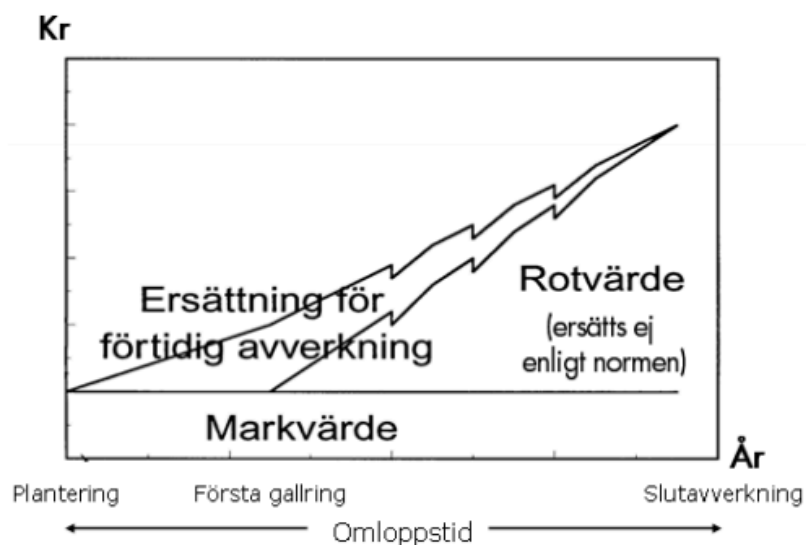 Kr
Ersättning för
förtidig avverkning
Rotvärde
(ersätts ej
enligt normen)
Markvärde
År
Plantering
Första gallring
Slutavverkning
Omloppstid